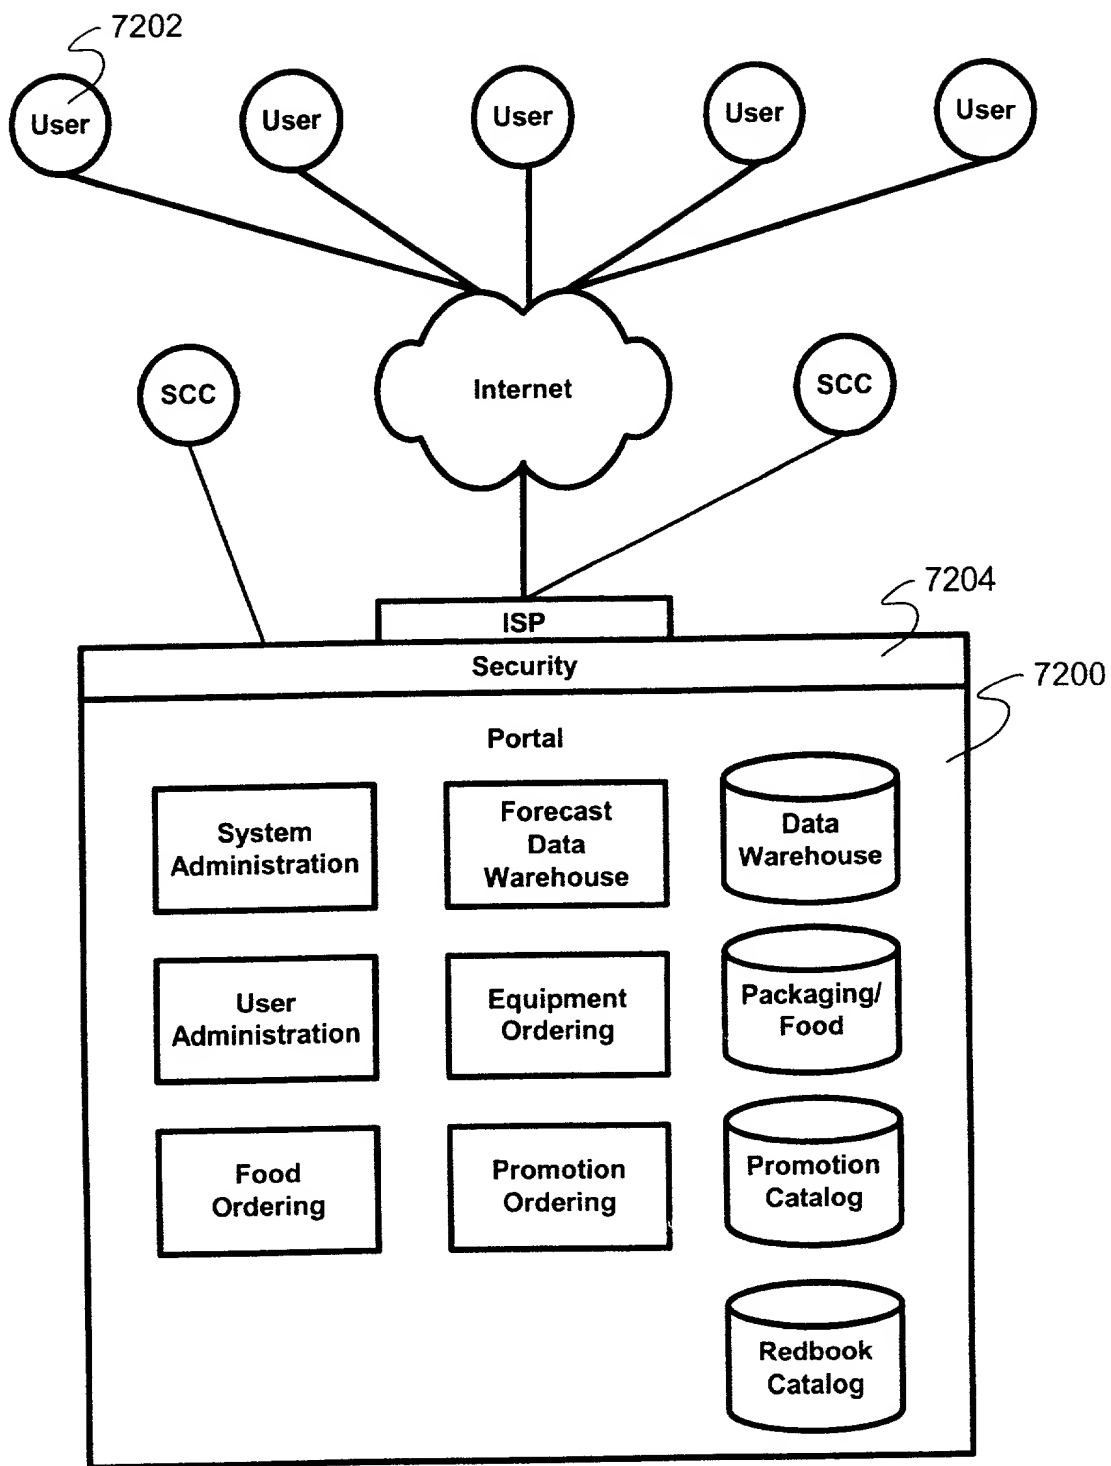 7202
User
User
User
User
User
Internet
SCC
SCC
ISP
7204
Security
7200
Portal
System
Administration
Forecast
Data
Warehouse
Data
Warehouse
User
Administration
Equipment
Ordering
Packaging/
Food
Food
Ordering
Promotion
Ordering
Promotion
Catalog
Redbook
Catalog